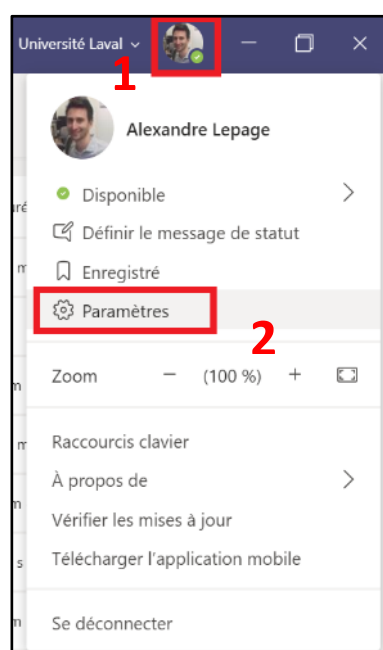 Université Laval
1
Alexandre Lepage
Disponible
Définir le message de statut
Enregistré
Paramètres
2
Zoom − (100 %) +
Raccourcis clavier
À propos de
Vérifier les mises à jour
Télécharger l'application mobile
Se déconnecter